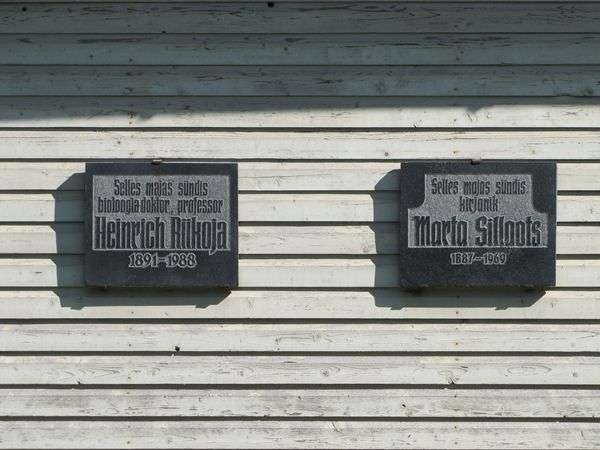 Selles majas sündis
bioloogiadoktor, professor
Heinrich Riikoja
1891–1988
Selles majas sündis
kirjanik
Marta Sillaots
1887–1969